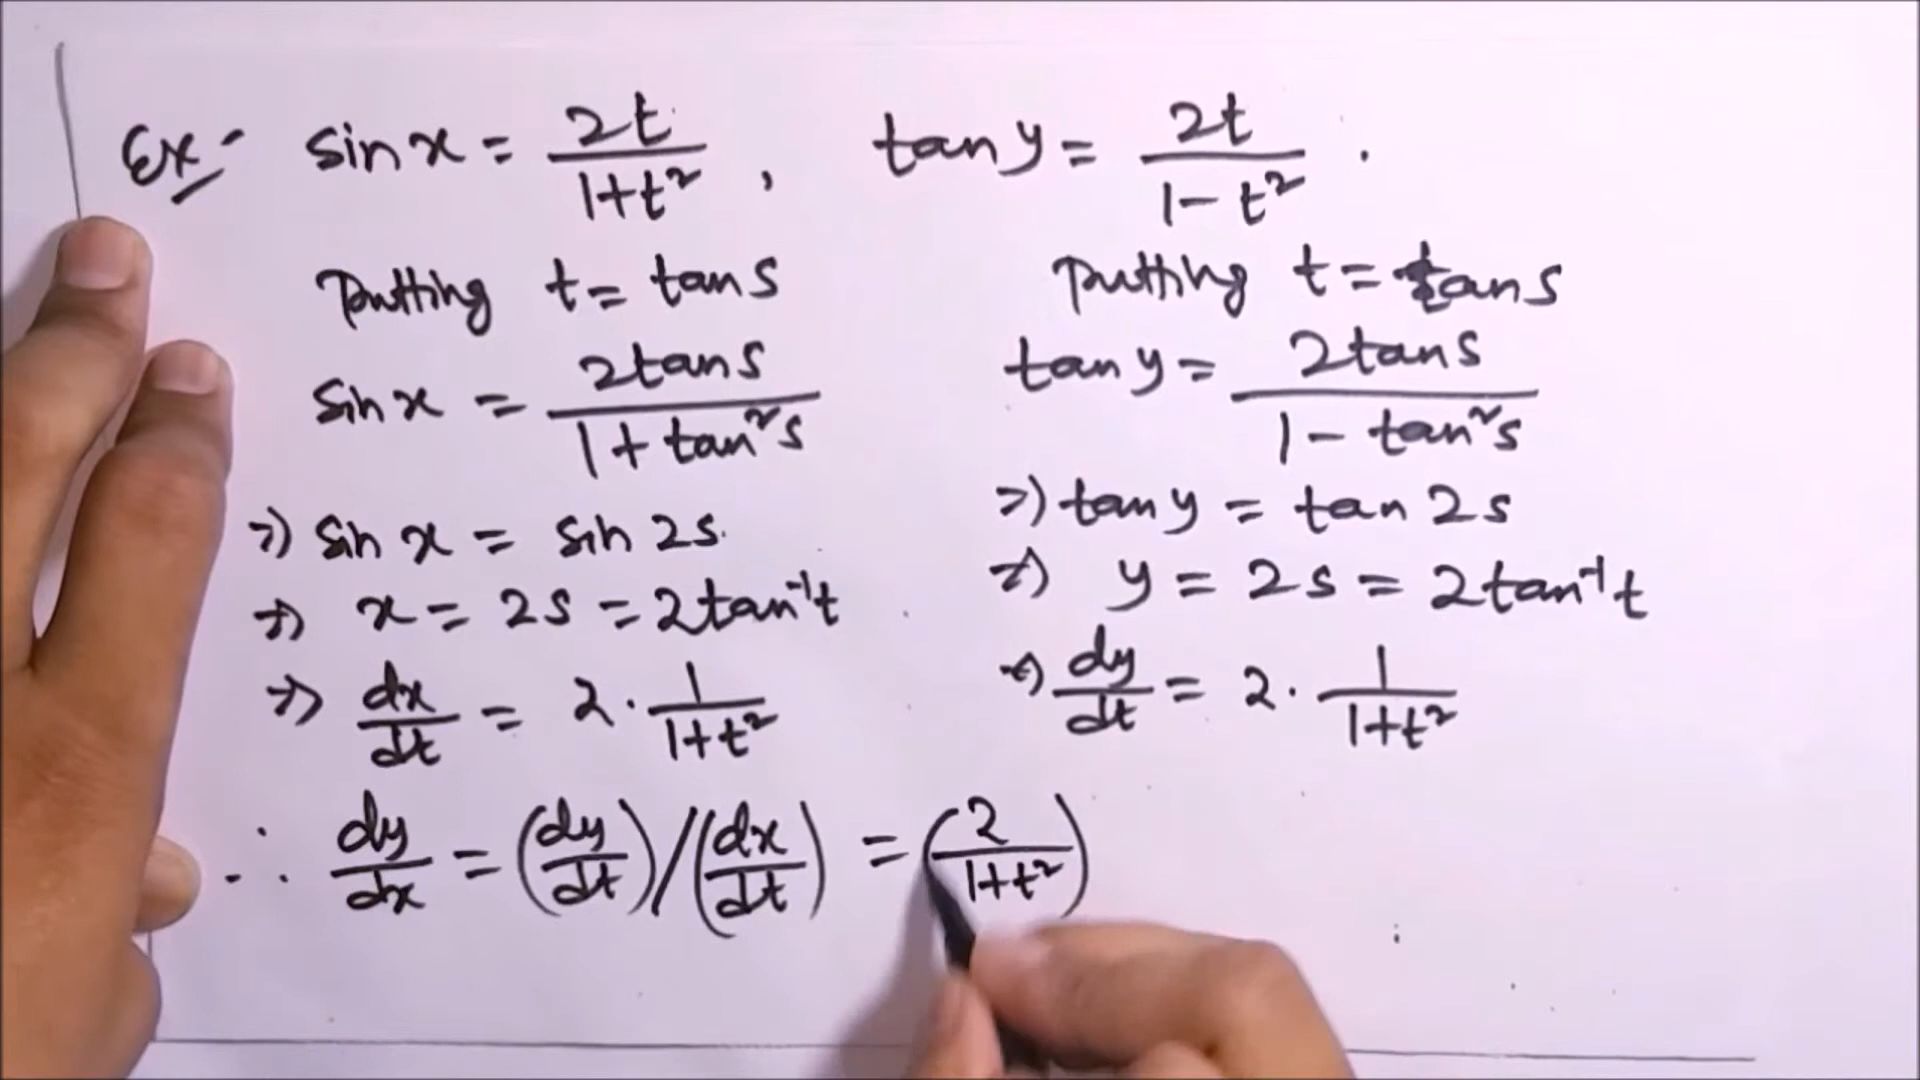 Ex:- sin x = 2t/(1+t²), tan y = 2t/(1-t²).
Putting t = tan s
Putting t = tan s
sin x = 2tan s/(1+tan²s)
tan y = 2tan s/(1-tan²s)
⇒) sin x = sin 2s.
⇒) tan y = tan 2s
⇒) x = 2s = 2tan⁻¹t
⇒) y = 2s = 2tan⁻¹t
⇒) dx/dt = 2·1/(1+t²)
⇒) dy/dt = 2·1/(1+t²)
∴ dy/dx = (dy/dt)/(dx/dt) = (2/(1+t²))